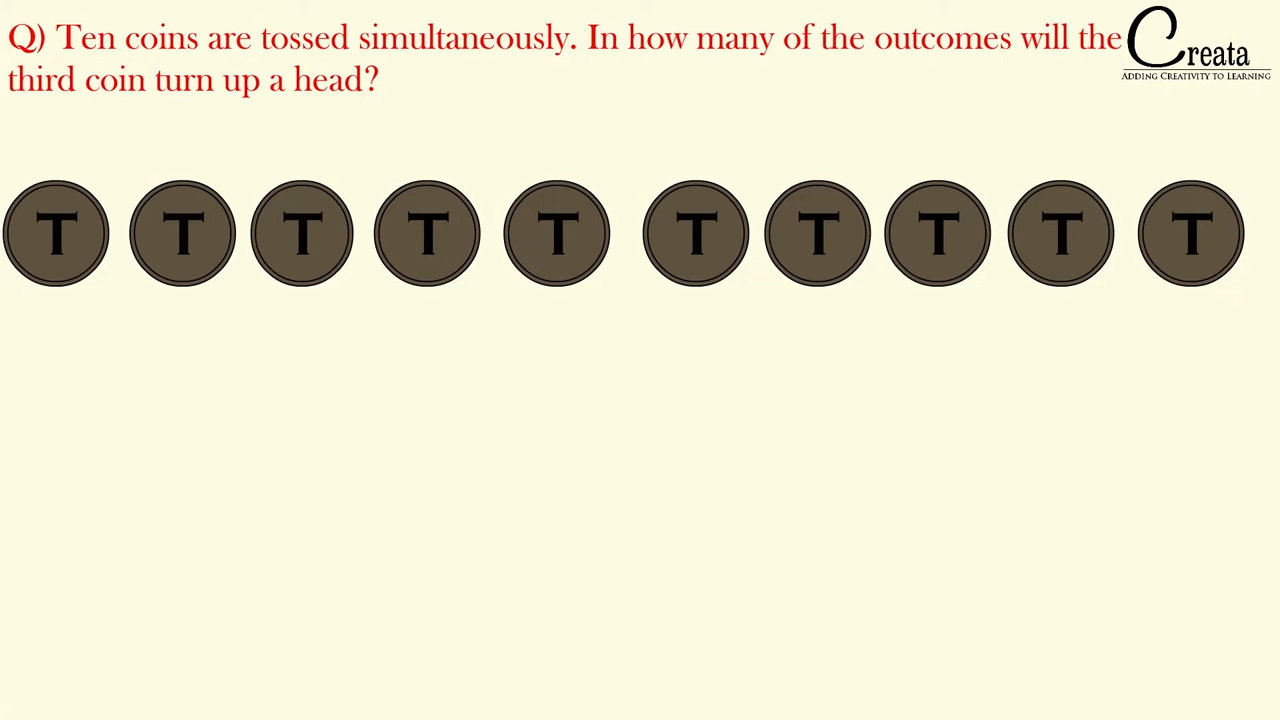 Q) Ten coins are tossed simultaneously. In how many of the outcomes will the
third coin turn up a head?
Creata
ADDING CREATIVITY TO LEARNING
T T T T T T T T T T